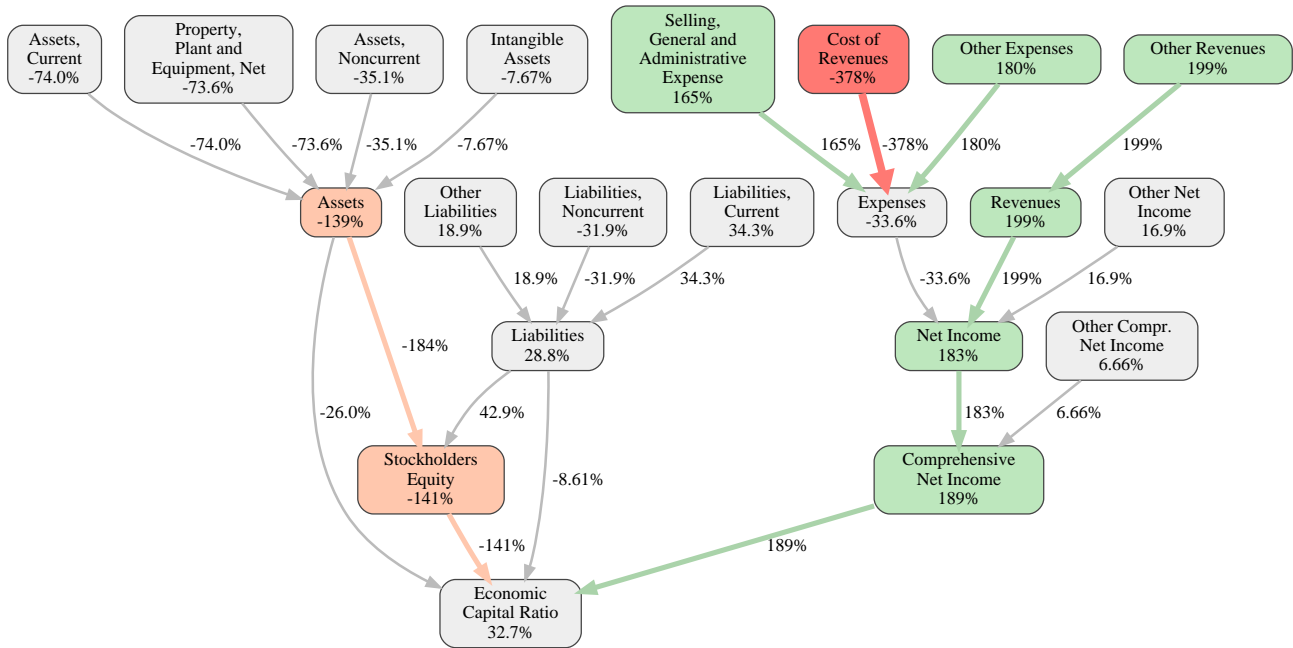 Assets,
Current
-74.0%
Property,
Plant and
Equipment, Net
-73.6%
Assets,
Noncurrent
-35.1%
Intangible
Assets
-7.67%
Selling,
General and
Administrative
Expense
165%
Cost of
Revenues
-378%
Other Expenses
180%
Other Revenues
199%
-74.0%
-73.6%
-35.1%
-7.67%
165%
-378%
180%
199%
Assets
-139%
Other
Liabilities
18.9%
Liabilities,
Noncurrent
-31.9%
Liabilities,
Current
34.3%
Expenses
-33.6%
Revenues
199%
Other Net
Income
16.9%
18.9%
-31.9%
34.3%
-33.6%
199%
16.9%
-184%
Liabilities
28.8%
Net Income
183%
Other Compr.
Net Income
6.66%
-26.0%
42.9%
183%
6.66%
Stockholders
Equity
-141%
-8.61%
Comprehensive
Net Income
189%
-141%
189%
Economic
Capital Ratio
32.7%